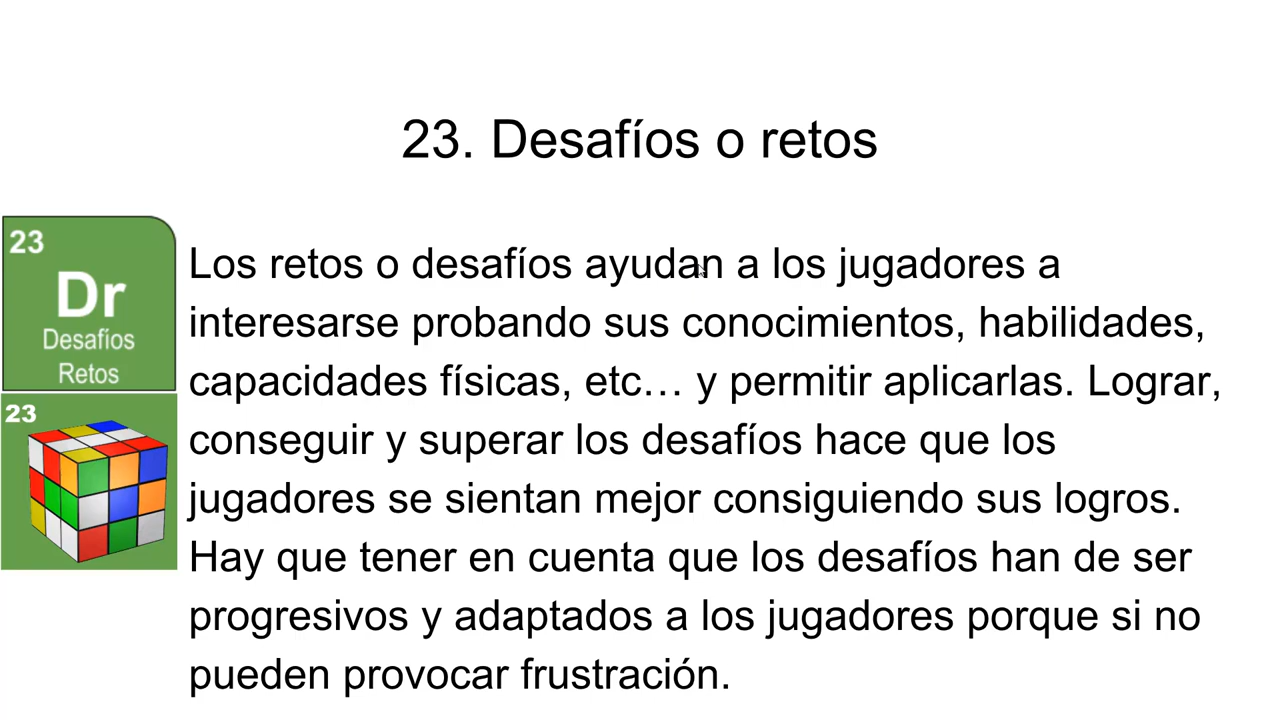 23. Desafíos o retos
23
Dr
Desafíos
Retos
23
Los retos o desafíos ayudan a los jugadores a
interesarse probando sus conocimientos, habilidades,
capacidades físicas, etc… y permitir aplicarlas. Lograr,
conseguir y superar los desafíos hace que los
jugadores se sientan mejor consiguiendo sus logros.
Hay que tener en cuenta que los desafíos han de ser
progresivos y adaptados a los jugadores porque si no
pueden provocar frustración.